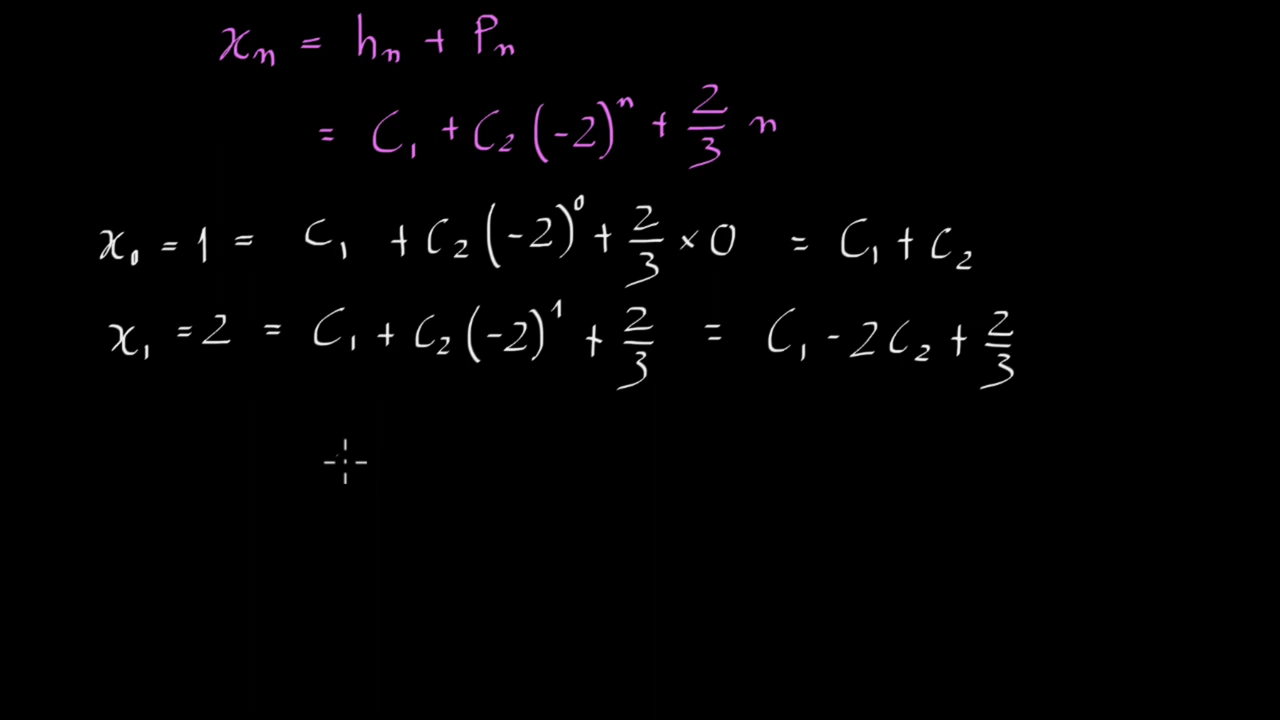 xₙ = hₙ + Pₙ
= C₁ + C₂ (-2)ⁿ + 2/3 n
x₀ = 1 = C₁ + C₂ (-2)⁰ + 2/3 × 0 = C₁ + C₂
x₁ = 2 = C₁ + C₂ (-2)¹ + 2/3 = C₁ - 2C₂ + 2/3